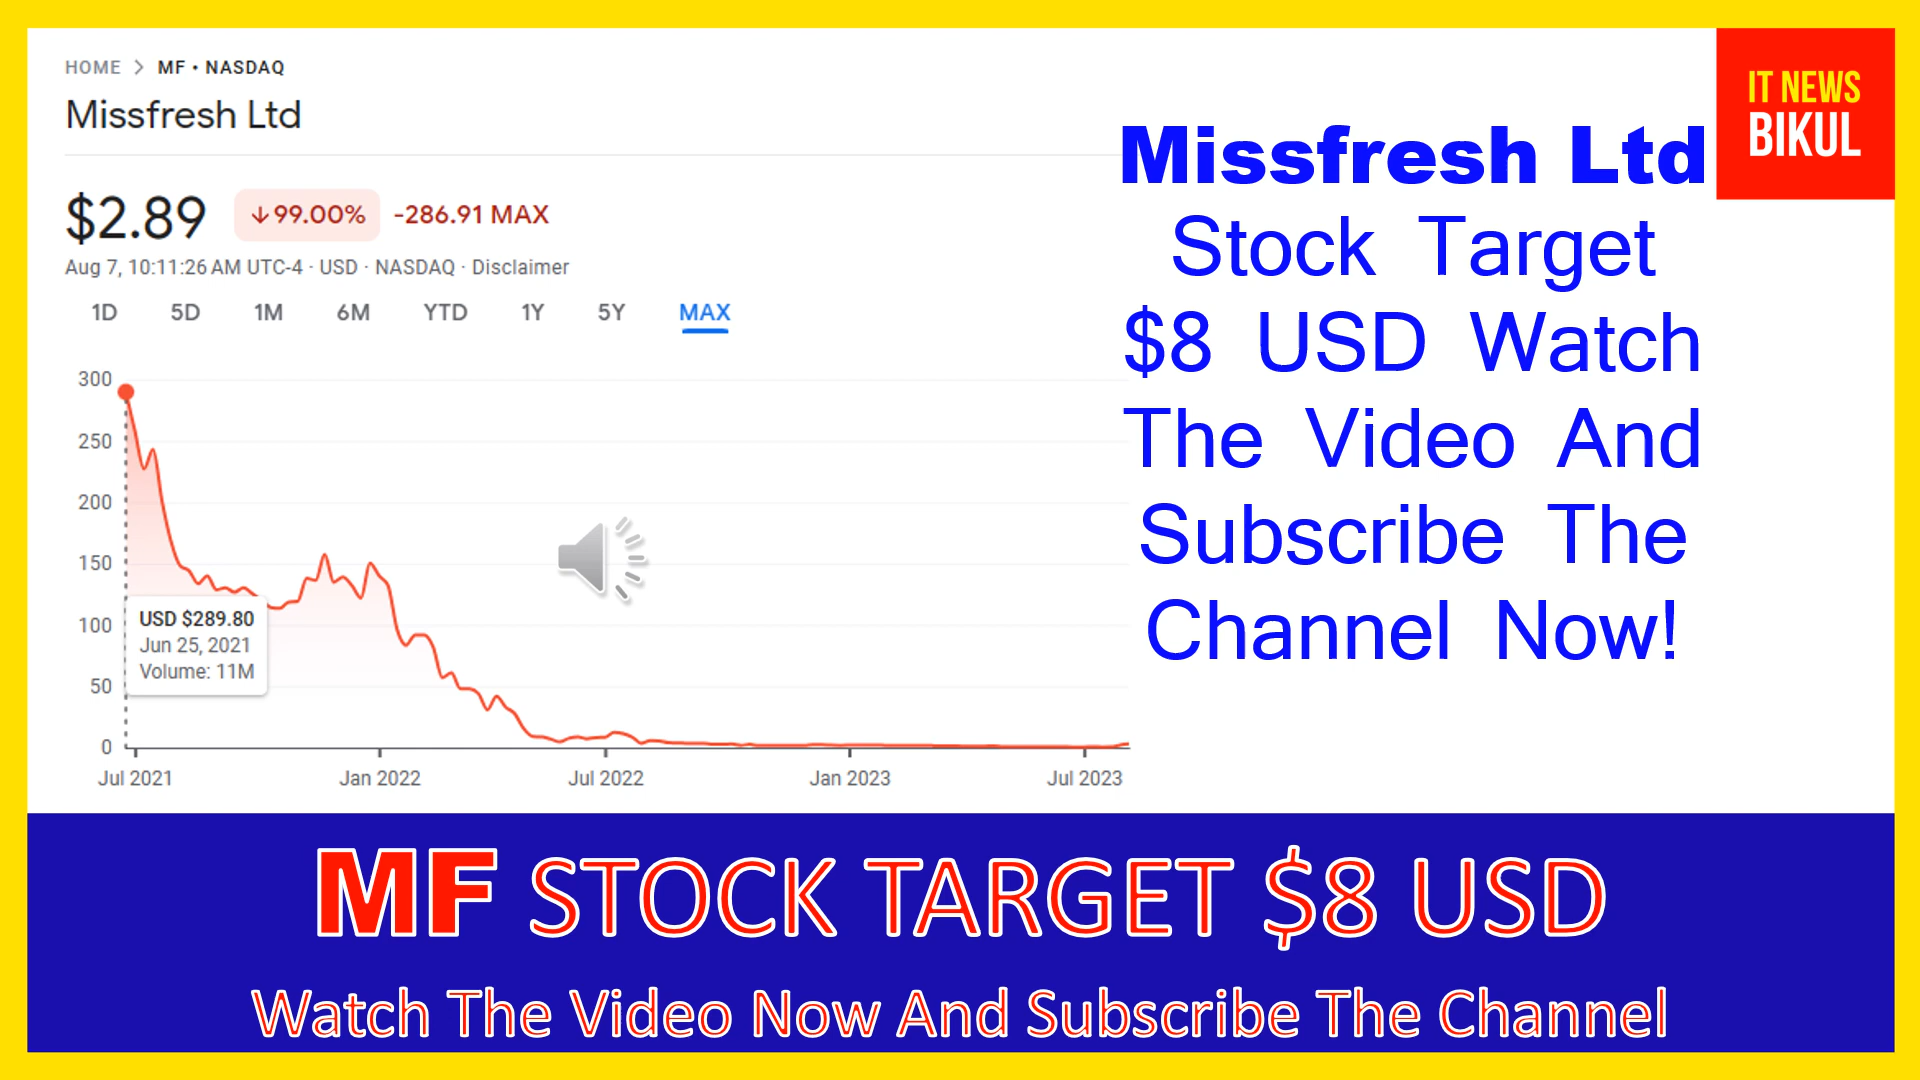 HOME > MF • NASDAQ
Missfresh Ltd
$2.89 ↓99.00% -286.91 MAX
Aug 7, 10:11:26 AM UTC-4 · USD · NASDAQ · Disclaimer
1D 5D 1M 6M YTD 1Y 5Y MAX
300
250
200
150
100
50
0
USD $289.80
Jun 25, 2021
Volume: 11M
Jul 2021 Jan 2022 Jul 2022 Jan 2023 Jul 2023
Missfresh Ltd
Stock Target
$8 USD Watch
The Video And
Subscribe The
Channel Now!
IT NEWS
BIKUL
MF STOCK TARGET $8 USD
Watch The Video Now And Subscribe The Channel